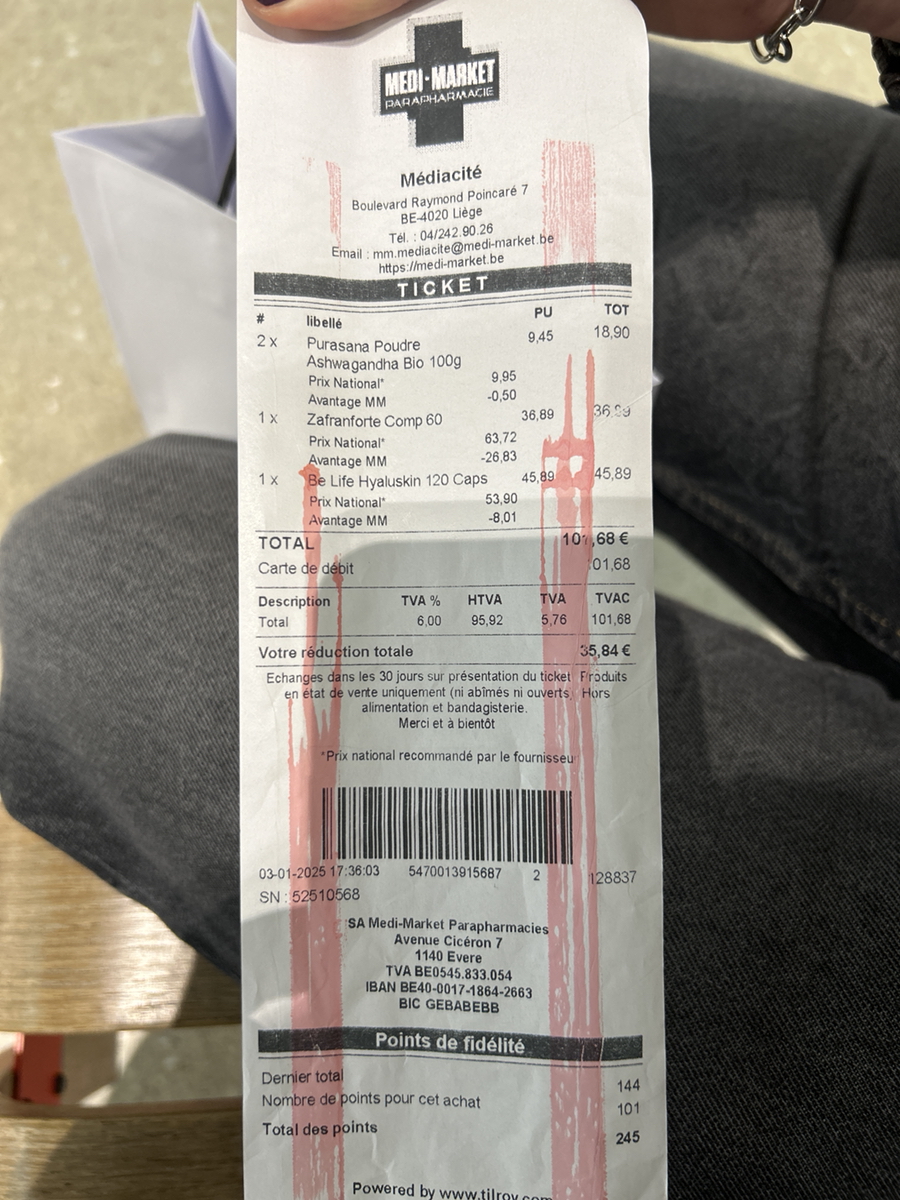 MEDI·MARKET
PARAPHARMACIE
Médiacité
Boulevard Raymond Poincaré 7
BE-4020 Liège
Tél. : 04/242.90.26
Email : mm.mediacite@medi-market.be
https://medi-market.be
TICKET
# libellé PU TOT
2 x Purasana Poudre 9,45 18,90
Ashwagandha Bio 100g
Prix National* 9,95
Avantage MM -0,50
1 x Zafranforte Comp 60 36,89 36,89
Prix National* 63,72
Avantage MM -26,83
1 x Be Life Hyaluskin 120 Caps 45,89 45,89
Prix National* 53,90
Avantage MM -8,01
TOTAL 101,68 €
Carte de débit 01,68
Description TVA % HTVA TVA TVAC
Total 6,00 95,92 5,76 101,68
Votre réduction totale 35,84 €
Echanges dans les 30 jours sur présentation du ticket Produits
en état de vente uniquement (ni abîmés ni ouverts) Hors
alimentation et bandagisterie.
Merci et à bientôt
*Prix national recommandé par le fournisseu
03-01-2025 17:36:03 5470013915687 2 128837
SN : 52510568
SA Medi-Market Parapharmacies
Avenue Cicéron 7
1140 Evere
TVA BE0545.833.054
IBAN BE40-0017-1864-2663
BIC GEBABEBB
Points de fidélité
Dernier total 144
Nombre de points pour cet achat 101
Total des points 245
Powered by www.tilroy.com